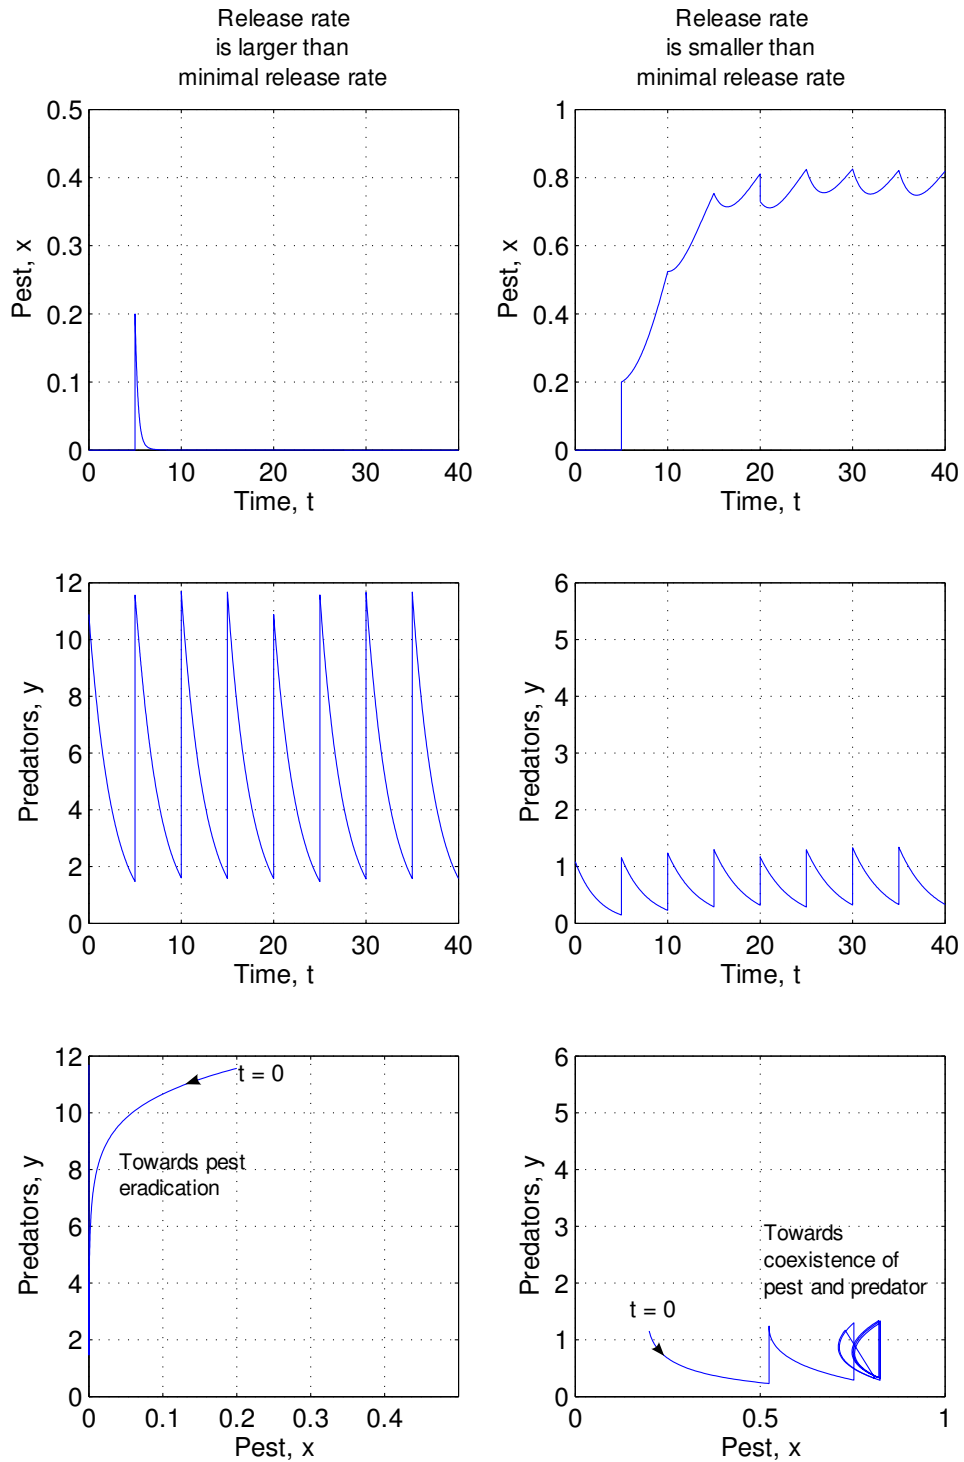 Release rate
is larger than
minimal release rate
Release rate
is smaller than
minimal release rate
0.5
0.4
0.3
0.2
0.1
0
Pest, x
0 10 20 30 40
Time, t
1
0.8
0.6
0.4
0.2
0
Pest, x
0 10 20 30 40
Time, t
12
10
8
6
4
2
0
Predators, y
0 10 20 30 40
Time, t
6
5
4
3
2
1
0
Predators, y
0 10 20 30 40
Time, t
12
10
8
6
4
2
0
Predators, y
t = 0
Towards pest
eradication
0 0.1 0.2 0.3 0.4
Pest, x
6
5
4
3
2
1
0
Predators, y
Towards
coexistence of
pest and predator
t = 0
0 0.5 1
Pest, x